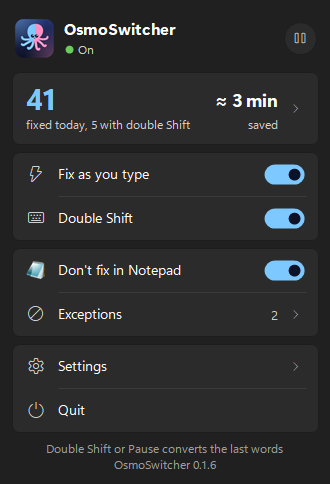 OsmoSwitcher
On
41
≈ 3 min
fixed today, 5 with double Shift
saved
Fix as you type
Double Shift
Don't fix in Notepad
Exceptions
2
Settings
Quit
Double Shift or Pause converts the last words
OsmoSwitcher 0.1.6